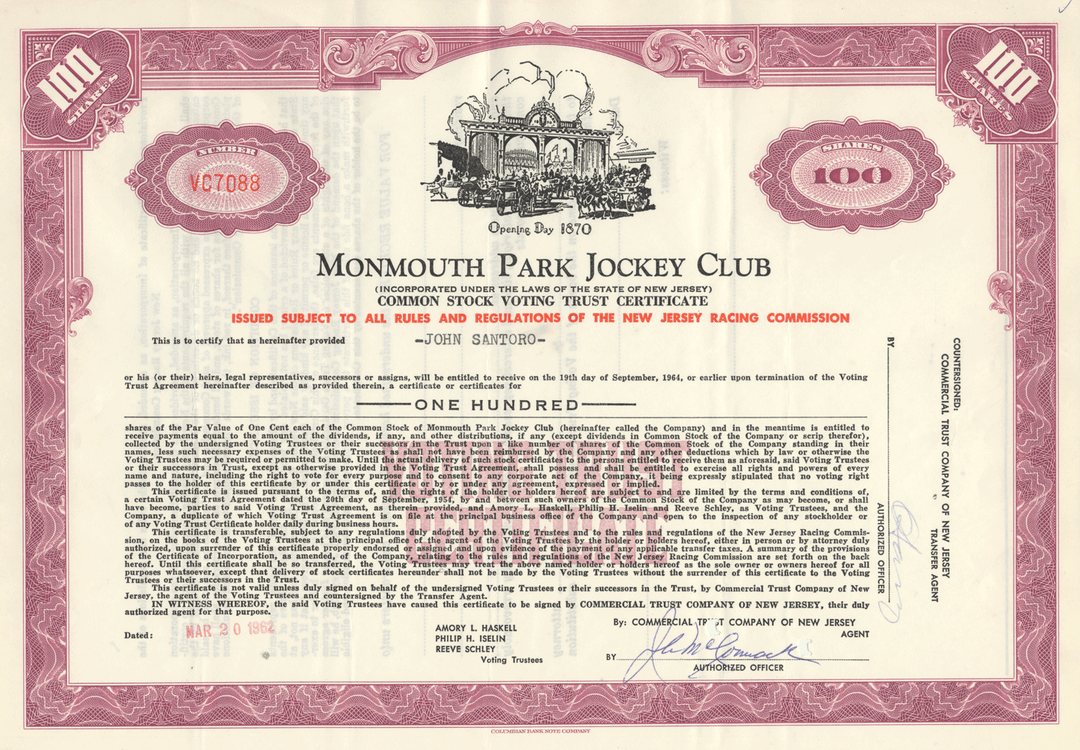 100
SHARES
100
SHARES
NUMBER
VC7088
SHARES
100
Opening Day 1870
MONMOUTH PARK JOCKEY CLUB
(INCORPORATED UNDER THE LAWS OF THE STATE OF NEW JERSEY)
COMMON STOCK VOTING TRUST CERTIFICATE
ISSUED SUBJECT TO ALL RULES AND REGULATIONS OF THE NEW JERSEY RACING COMMISSION
This is to certify that as hereinafter provided -JOHN SANTORO-
or his (or their) heirs, legal representatives, successors or assigns, will be entitled to receive on the 19th day of September, 1964, or earlier upon termination of the Voting
Trust Agreement hereinafter described as provided therein, a certificate or certificates for
ONE HUNDRED
shares of the Par Value of One Cent each of the Common Stock of Monmouth Park Jockey Club (hereinafter called the Company) and in the meantime is entitled to
receive payments equal to the amount of the dividends, if any, and other distributions, if any (except dividends in Common Stock of the Company or scrip therefor),
collected by the undersigned Voting Trustees or their successors in the Trust upon a like number of shares of the Common Stock of the Company standing in their
names, less such necessary expenses of the Voting Trustees as shall not have been reimbursed by the Company and any other deductions which by law or otherwise the
Voting Trustees may be required or permitted to make. Until the actual delivery of such stock certificates to the persons entitled to receive them as aforesaid, said Voting Trustees
or their successors in Trust, except as otherwise provided in the Voting Trust Agreement, shall possess and shall be entitled to exercise all rights and powers of every
name and nature, including the right to vote for every purpose and to consent to any corporate act of the Company, it being expressly stipulated that no voting right
passes to the holder of this certificate by or under this certificate or by or under any agreement, expressed or implied.
This certificate is issued pursuant to the terms of, and the rights of the holder or holders hereof are subject to and are limited by the terms and conditions of,
a certain Voting Trust Agreement dated the 20th day of September, 1954, by and between such owners of the Common Stock of the Company as may become, or shall
have become, parties to said Voting Trust Agreement, as therein provided, and Amory L. Haskell, Philip H. Iselin and Reeve Schley, as Voting Trustees, and the
Company, a duplicate of which Voting Trust Agreement is on file at the principal business office of the Company and open to the inspection of any stockholder or
of any Voting Trust Certificate holder daily during business hours.
This certificate is transferable, subject to any regulations duly adopted by the Voting Trustees and to the rules and regulations of the New Jersey Racing Commis-
sion, on the books of the Voting Trustees at the principal office of the agent of the Voting Trustees by the holder or holders hereof, either in person or by attorney duly
authorized, upon surrender of this certificate properly endorsed or assigned and upon evidence of the payment of any applicable transfer taxes. A summary of the provisions
of the Certificate of Incorporation, as amended, of the Company, relating to the rules and regulations of the New Jersey Racing Commission are set forth on the back
hereof. Until this certificate shall be so transferred, the Voting Trustees may treat the above named holder or holders hereof as the sole owner or owners hereof for all
purposes whatsoever, except that delivery of stock certificates hereunder shall not be made by the Voting Trustees without the surrender of this certificate to the Voting
Trustees or their successors in the Trust.
This certificate is not valid unless duly signed on behalf of the undersigned Voting Trustees or their successors in the Trust, by Commercial Trust Company of New
Jersey, the agent of the Voting Trustees and countersigned by the Transfer Agent.
IN WITNESS WHEREOF, the said Voting Trustees have caused this certificate to be signed by COMMERCIAL TRUST COMPANY OF NEW JERSEY, their duly
authorized agent for that purpose.
VOTING TRUST
CERTIFICATE
Dated: MAR 20 1962
AMORY L. HASKELL
PHILIP H. ISELIN
REEVE SCHLEY
Voting Trustees
By: COMMERCIAL TRUST COMPANY OF NEW JERSEY
AGENT
BY
AUTHORIZED OFFICER
COUNTERSIGNED:
COMMERCIAL TRUST COMPANY OF NEW JERSEY
TRANSFER AGENT
BY
AUTHORIZED OFFICER
COLUMBIAN BANK NOTE COMPANY